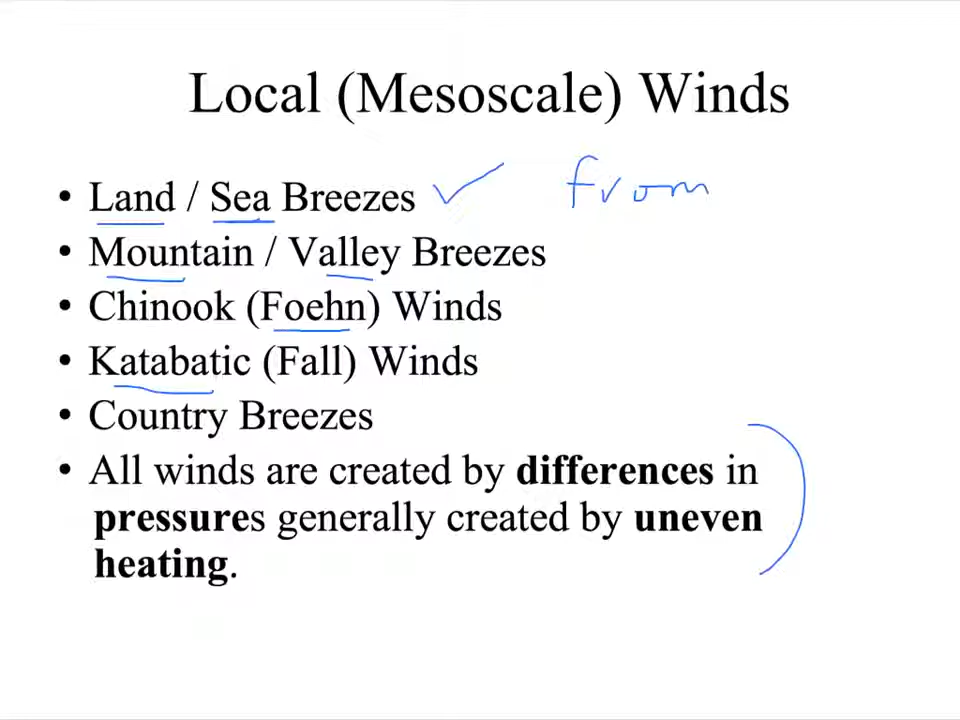 Local (Mesoscale) Winds
• Land / Sea Breezes ✓ from
• Mountain / Valley Breezes
• Chinook (Foehn) Winds
• Katabatic (Fall) Winds
• Country Breezes
• All winds are created by differences in
pressures generally created by uneven
heating.